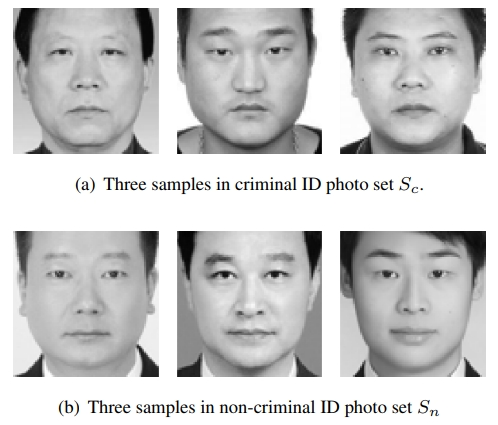 (a) Three samples in criminal ID photo set Sc.
(b) Three samples in non-criminal ID photo set Sn